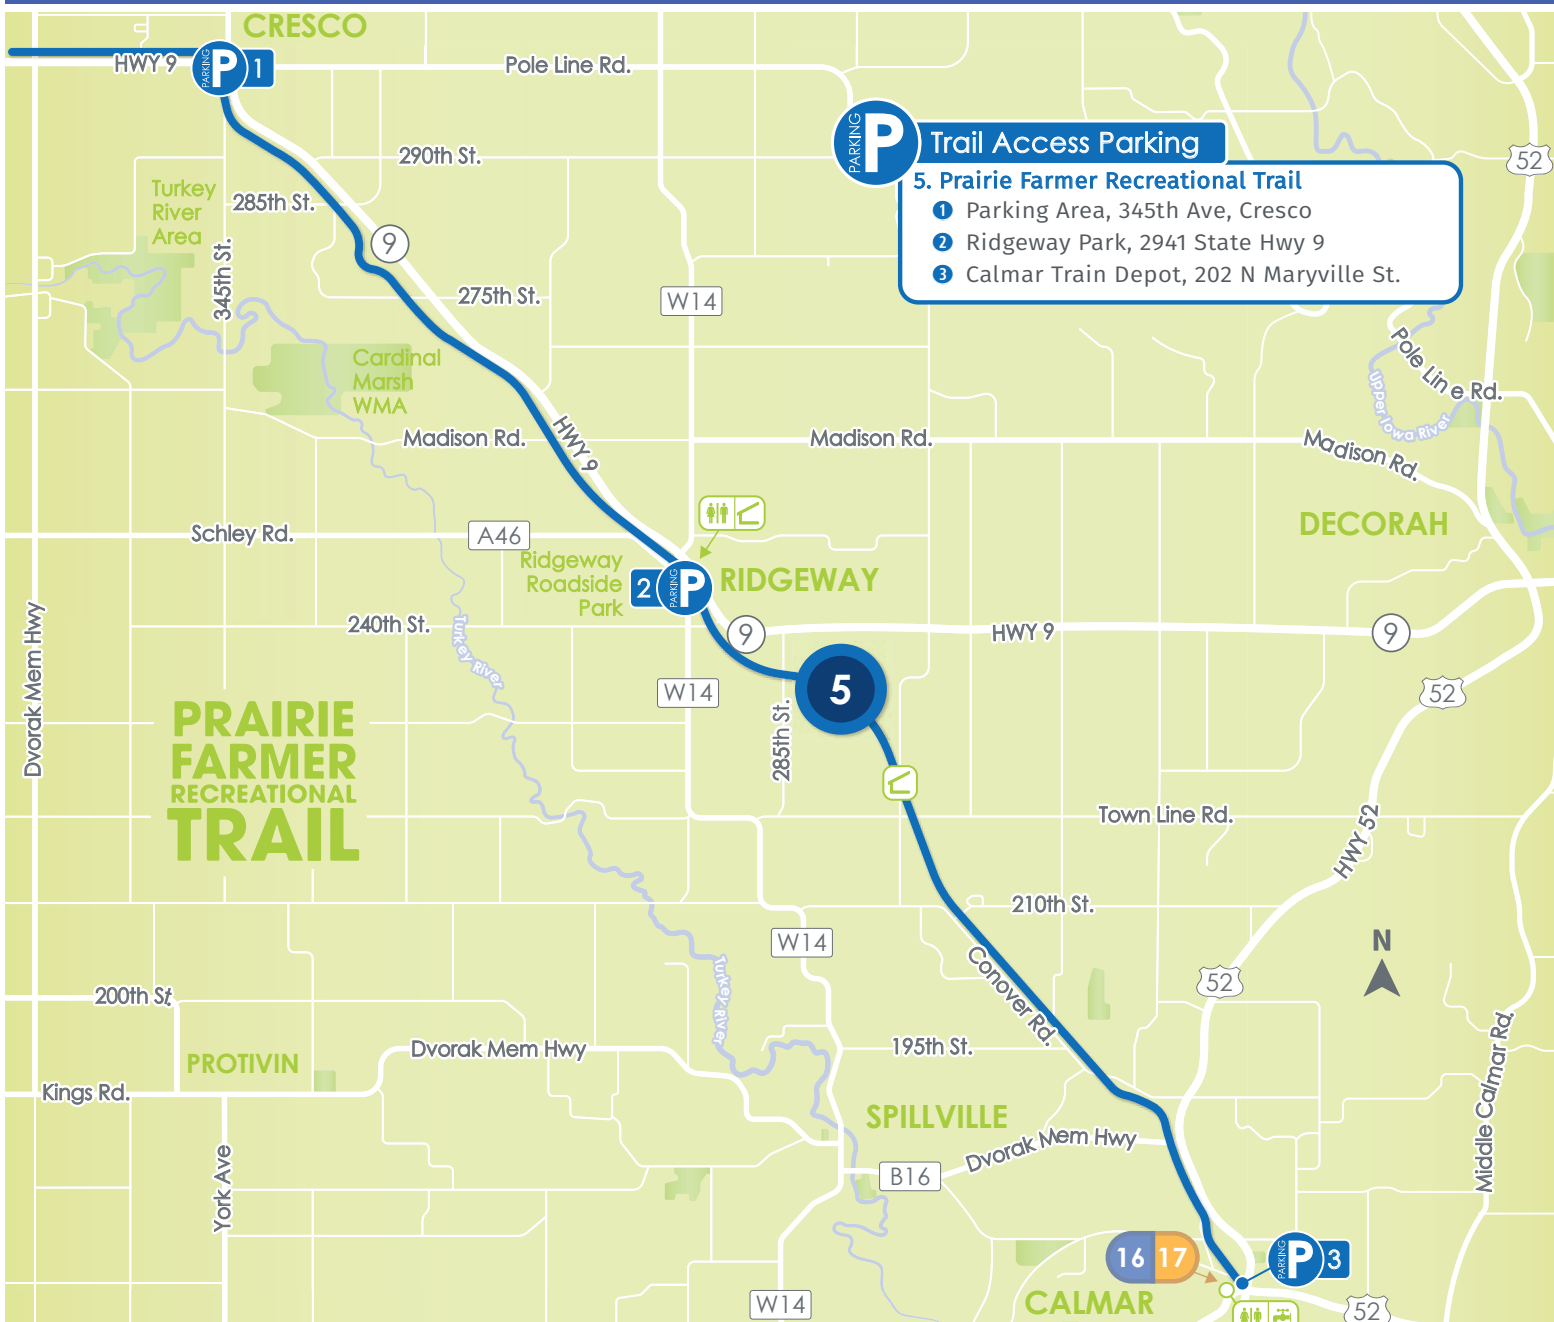 CRESCO
HWY 9
PARKING
P
1
Pole Line Rd.
290th St.
PARKING
P
Trail Access Parking
5. Prairie Farmer Recreational Trail
1 Parking Area, 345th Ave, Cresco
2 Ridgeway Park, 2941 State Hwy 9
3 Calmar Train Depot, 202 N Maryville St.
52
Turkey
River
Area
285th St.
345th St.
9
275th St.
W14
Cardinal
Marsh
WMA
Pole Line Rd.
Upper Iowa River
Madison Rd.
HWY 9
Madison Rd.
Madison Rd.
Schley Rd.
A46
DECORAH
Ridgeway
Roadside
Park
2
PARKING
P
RIDGEWAY
240th St.
Turkey River
9
HWY 9
9
Dvorak Mem Hwy
W14
5
285th St.
52
PRAIRIE
FARMER
RECREATIONAL
TRAIL
Town Line Rd.
HWY 52
210th St.
W14
Conover Rd.
N
52
Turkey River
200th St.
PROTIVIN
Dvorak Mem Hwy
195th St.
Kings Rd.
SPILLVILLE
Dvorak Mem Hwy
Middle Calmar Rd.
York Ave
B16
16 17
PARKING
P
3
W14
CALMAR
52